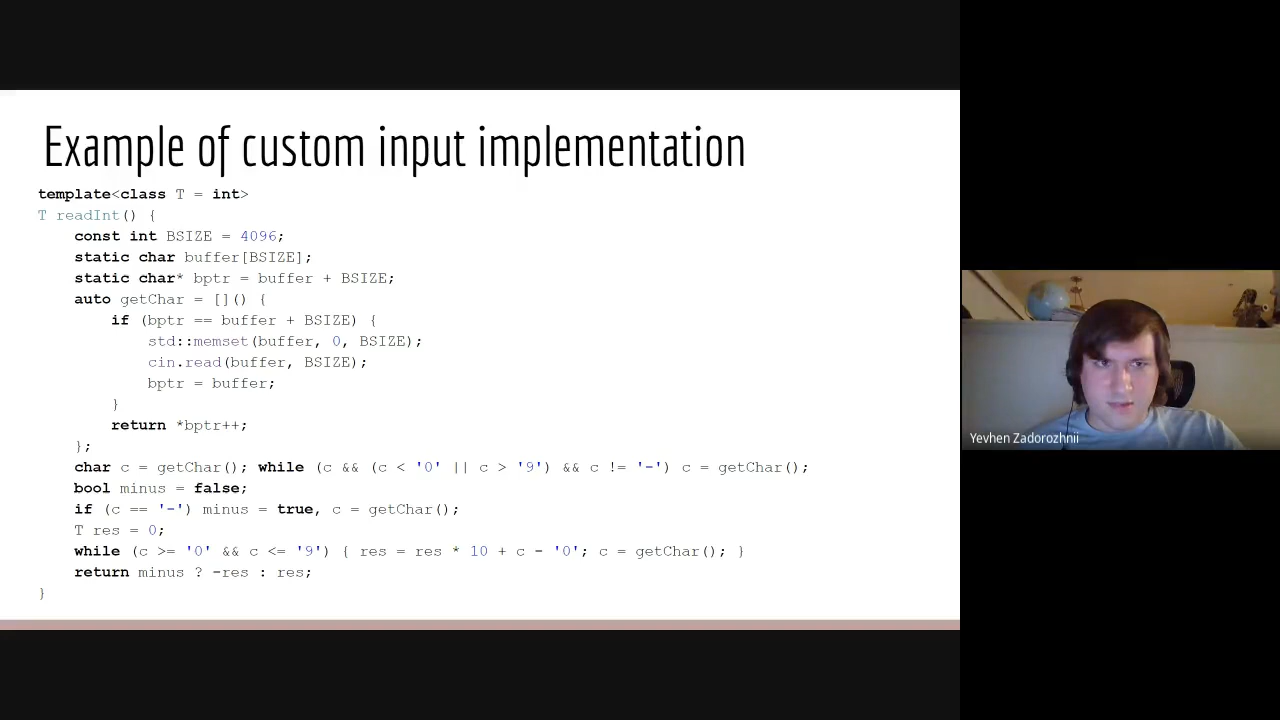 Example of custom input implementation
template<class T = int>
T readInt() {
    const int BSIZE = 4096;
    static char buffer[BSIZE];
    static char* bptr = buffer + BSIZE;
    auto getChar = []() {
        if (bptr == buffer + BSIZE) {
            std::memset(buffer, 0, BSIZE);
            cin.read(buffer, BSIZE);
            bptr = buffer;
        }
        return *bptr++;
    };
    char c = getChar(); while (c && (c < '0' || c > '9') && c != '-') c = getChar();
    bool minus = false;
    if (c == '-') minus = true, c = getChar();
    T res = 0;
    while (c >= '0' && c <= '9') { res = res * 10 + c - '0'; c = getChar(); }
    return minus ? -res : res;
}
Yevhen Zadorozhnii